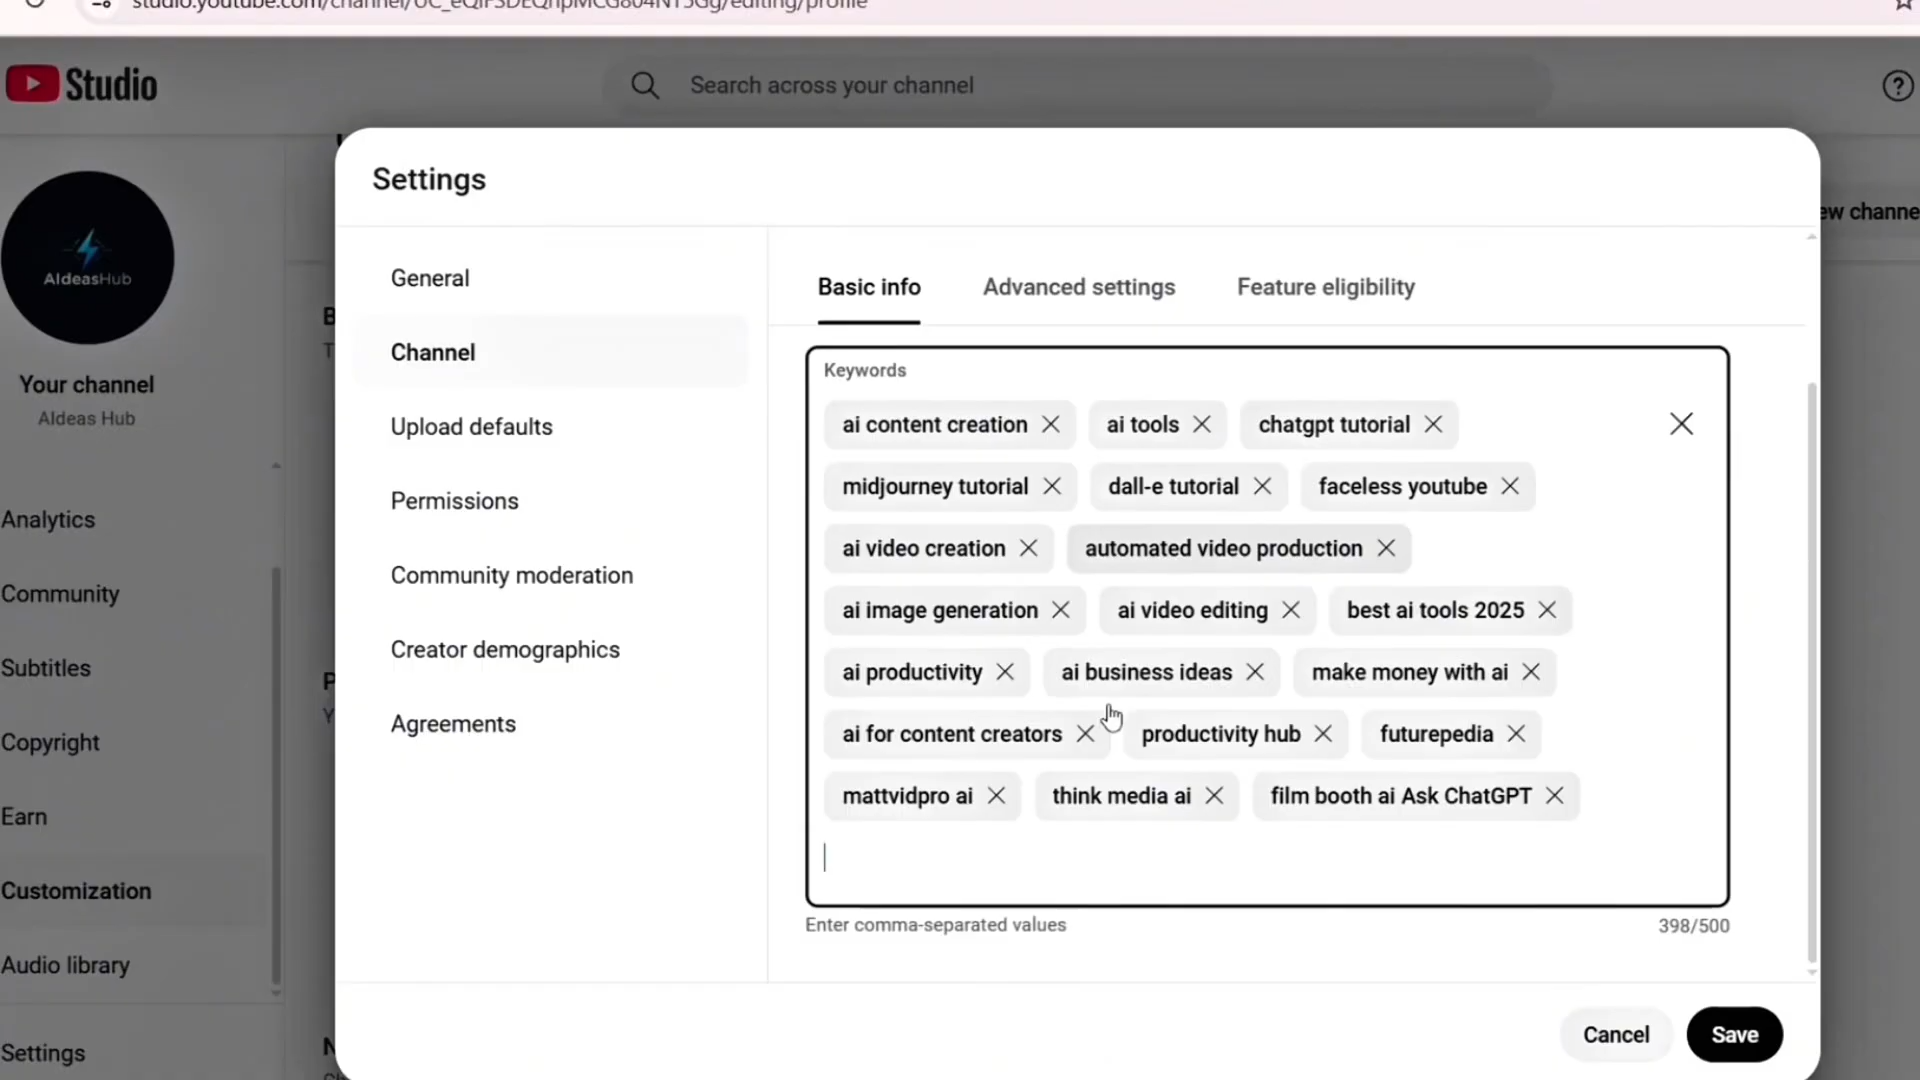 Studio
Search across your channel
Settings
AIdeasHub
Your channel
AIdeas Hub
Analytics
Community
Subtitles
Copyright
Earn
Customization
Audio library
Settings
General
Channel
Upload defaults
Permissions
Community moderation
Creator demographics
Agreements
Basic info Advanced settings Feature eligibility
Keywords
ai content creation ai tools chatgpt tutorial
midjourney tutorial dall-e tutorial faceless youtube
ai video creation automated video production
ai image generation ai video editing best ai tools 2025
ai productivity ai business ideas make money with ai
ai for content creators productivity hub futurepedia
mattvidpro ai think media ai film booth ai Ask ChatGPT
Enter comma-separated values 398/500
Cancel Save